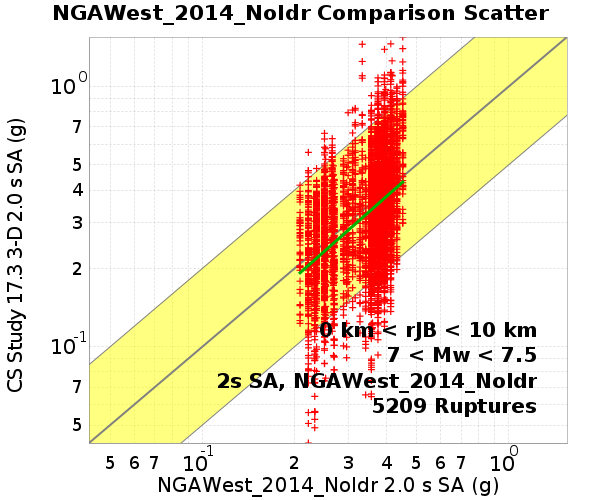 NGAWest_2014_NoIdr Comparison Scatter
CS Study 17.3 3-D 2.0 s SA (g)
10^0
7
5
4
3
2
10^-1
7
5
0 km < rJB < 10 km
7 < Mw < 7.5
2s SA, NGAWest_2014_NoIdr
5209 Ruptures
5 6 7 10^-1 2 3 4 5 6 7 10^0
NGAWest_2014_NoIdr 2.0 s SA (g)